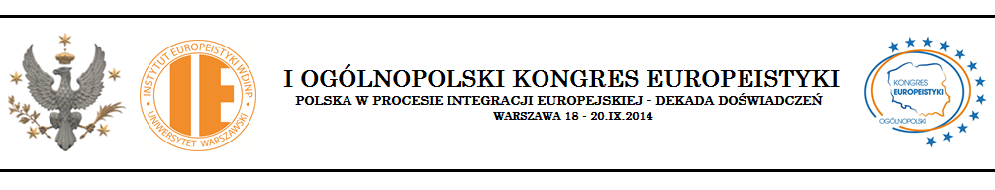 INSTYTUT EUROPEISTYKI WDINP
UNIWERSYTET WARSZAWSKI
IE
I OGÓLNOPOLSKI KONGRES EUROPEISTYKI
POLSKA W PROCESIE INTEGRACJI EUROPEJSKIEJ - DEKADA DOŚWIADCZEŃ
WARSZAWA 18 - 20.IX.2014
KONGRES
EUROPEISTYKI
OGÓLNOPOLSKI